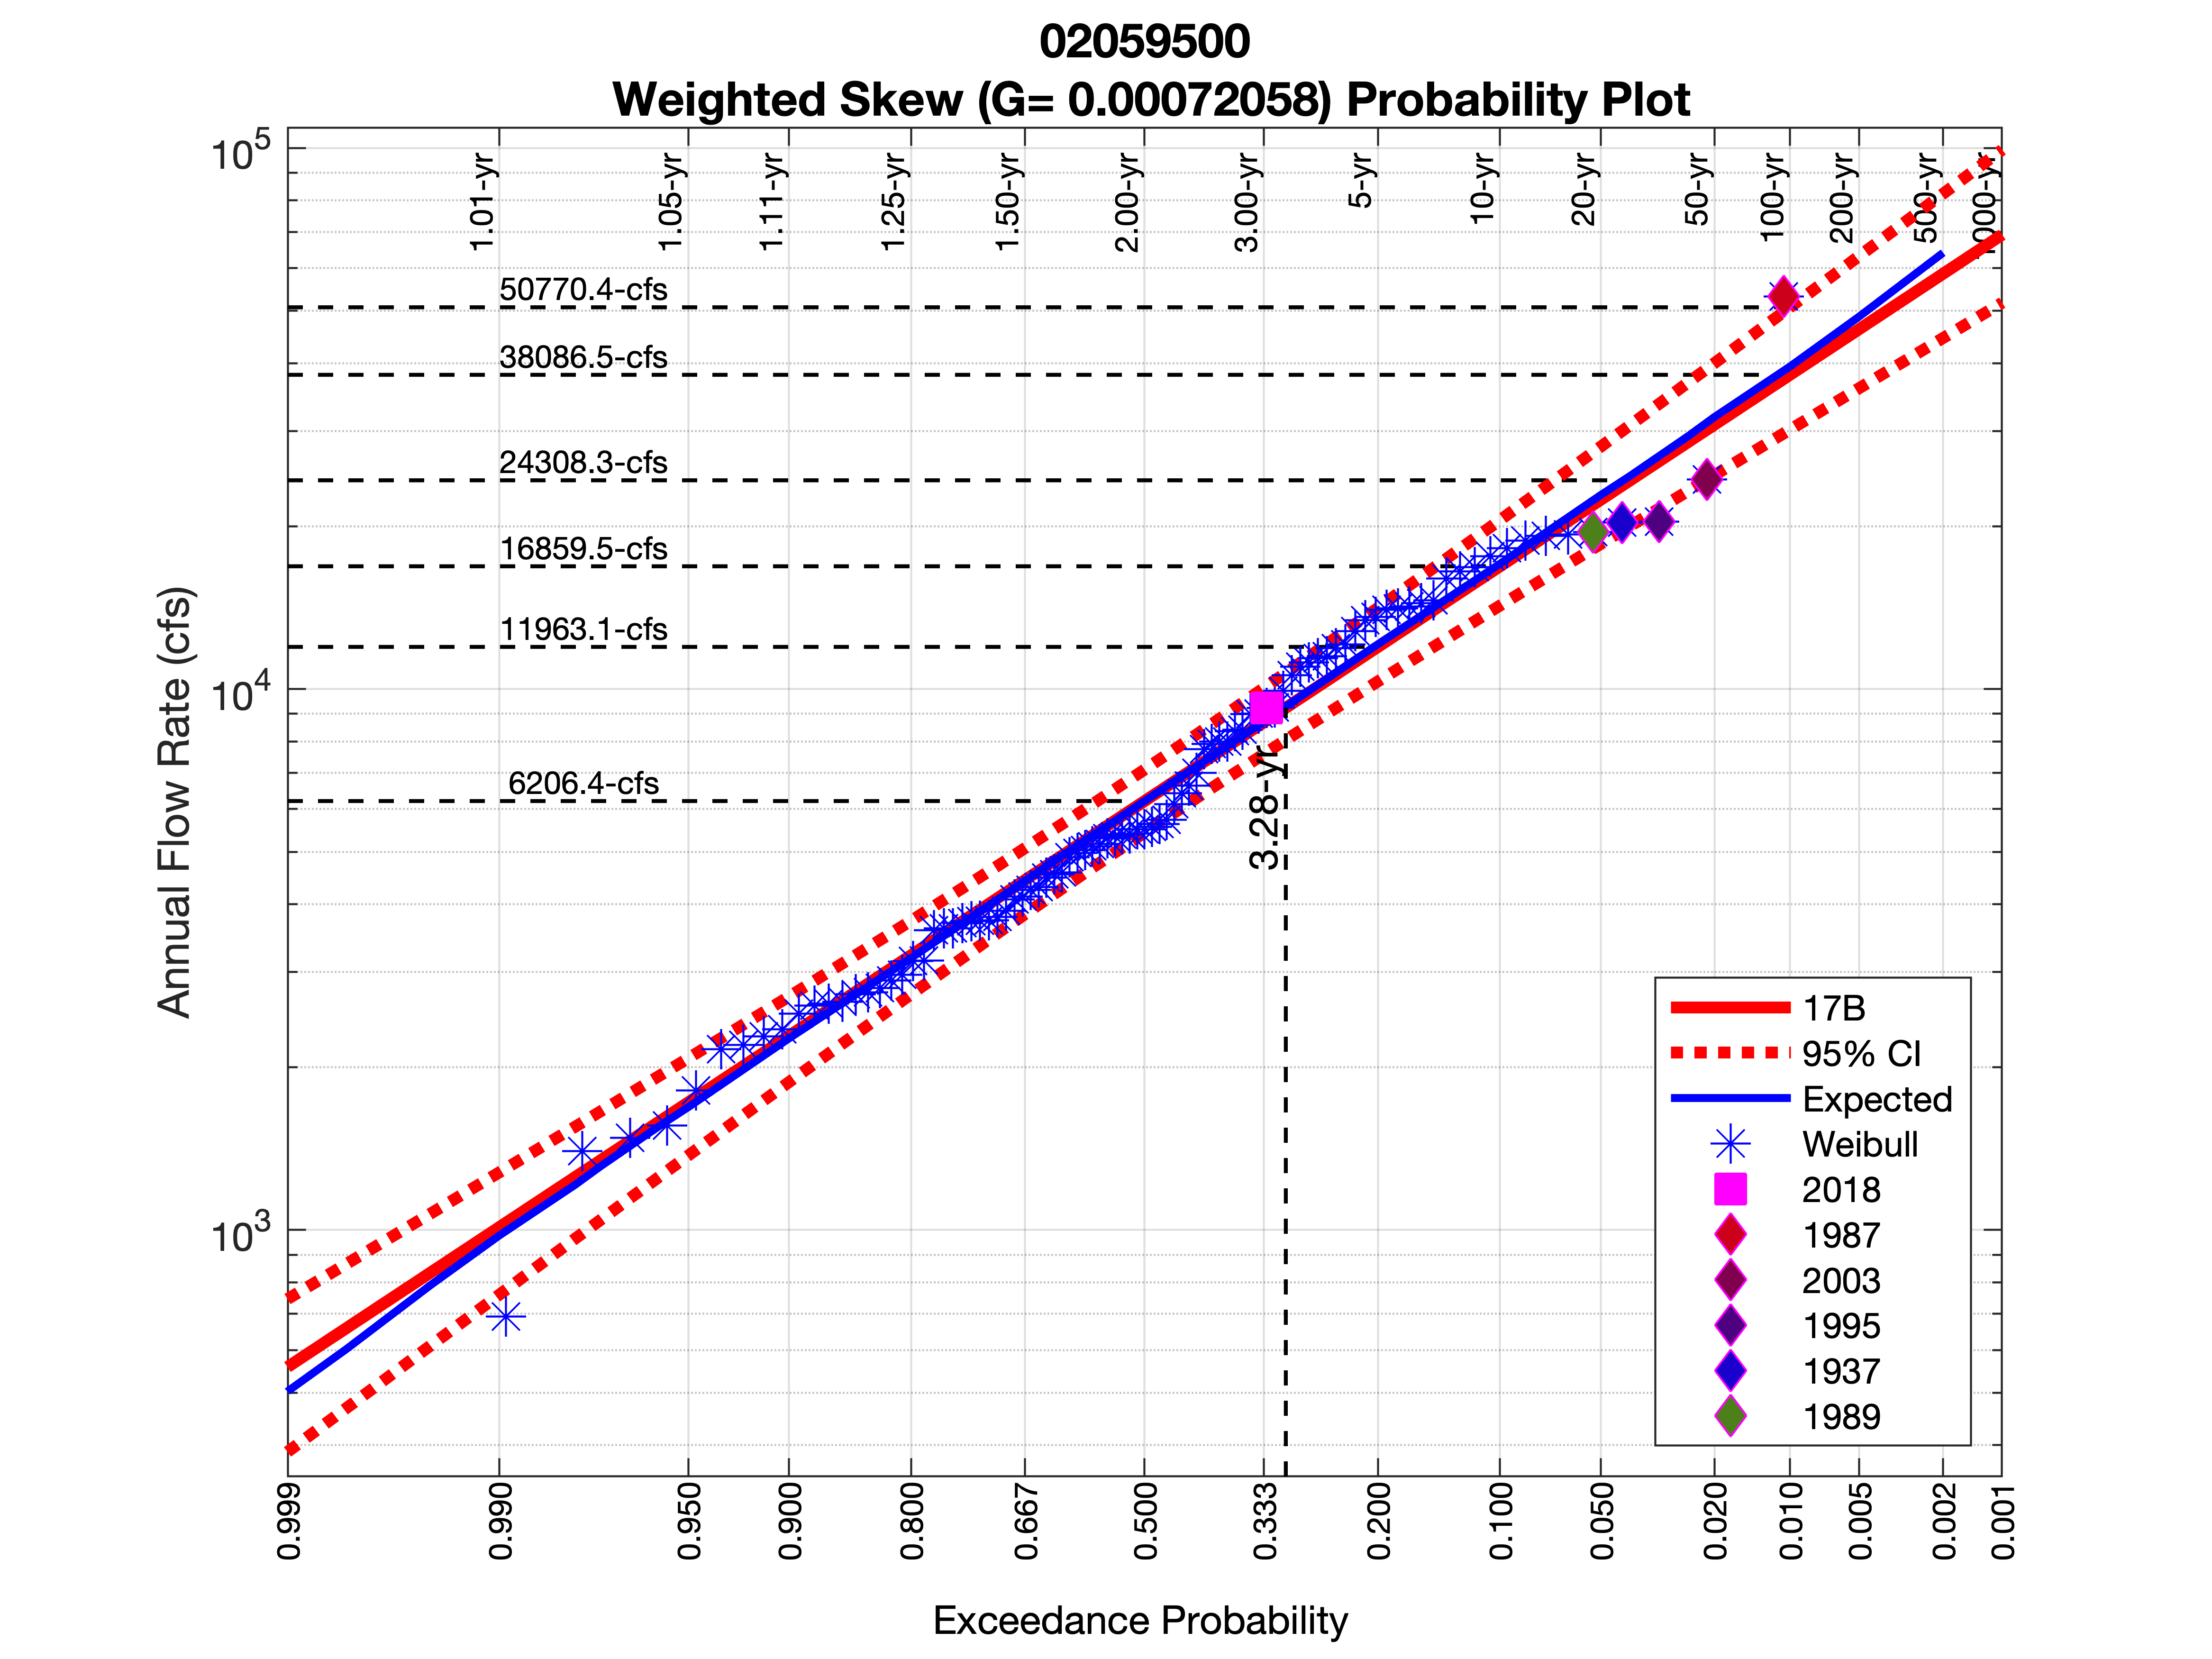 02059500
Weighted Skew (G= 0.00072058) Probability Plot
10^5
10^4
10^3
Annual Flow Rate (cfs)
1.01-yr
1.05-yr
1.11-yr
1.25-yr
1.50-yr
2.00-yr
3.00-yr
5-yr
10-yr
20-yr
50-yr
100-yr
200-yr
500-yr
000-yr
50770.4-cfs
38086.5-cfs
24308.3-cfs
16859.5-cfs
11963.1-cfs
6206.4-cfs
3.28-yr
17B
95% CI
Expected
Weibull
2018
1987
2003
1995
1937
1989
0.999
0.990
0.950
0.900
0.800
0.667
0.500
0.333
0.200
0.100
0.050
0.020
0.010
0.005
0.002
0.001
Exceedance Probability